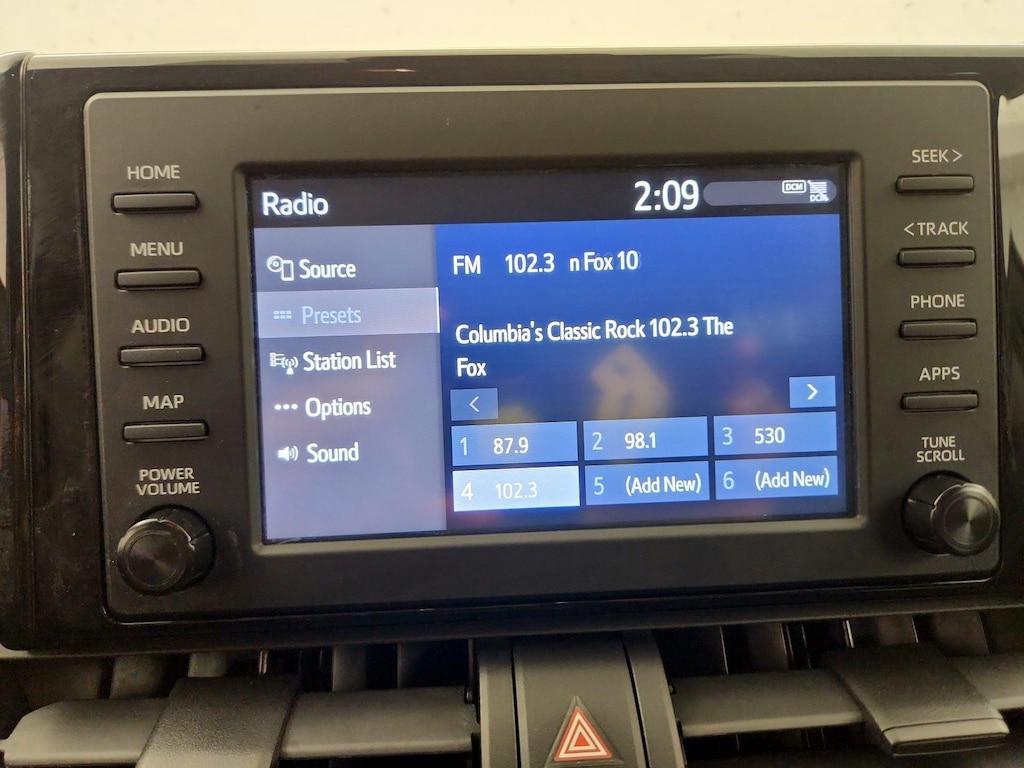 HOME
MENU
AUDIO
MAP
POWER
VOLUME
Radio
2:09
DCM
DCM
Source
Presets
Station List
Options
Sound
FM 102.3 n Fox 10
Columbia's Classic Rock 102.3 The
Fox
<
>
1 87.9
2 98.1
3 530
4 102.3
5 (Add New)
6 (Add New)
SEEK >
< TRACK
PHONE
APPS
TUNE
SCROLL